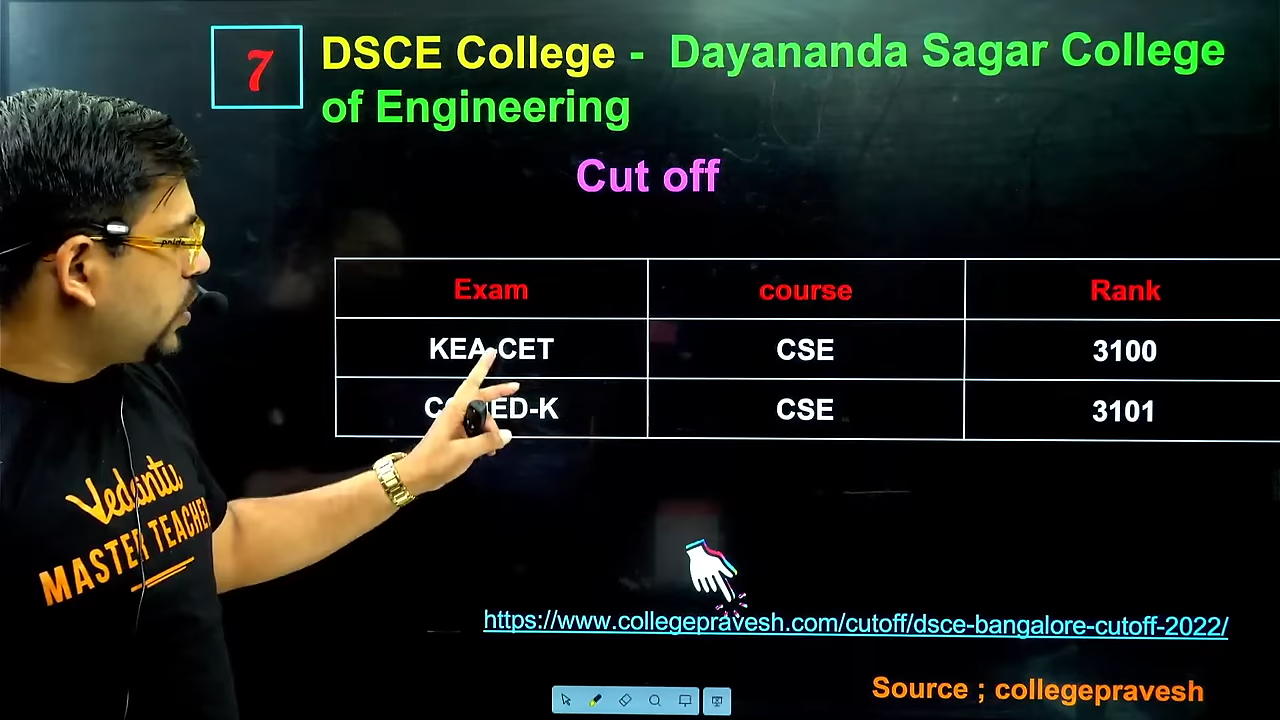 7
DSCE College - Dayananda Sagar College
of Engineering
Cut off
Exam course Rank
KEA-CET CSE 3100
ED-K CSE 3101
https://www.collegepravesh.com/cutoff/dsce-bangalore-cutoff-2022/
Source ; collegepravesh
Vedantu
MASTER TEACHER